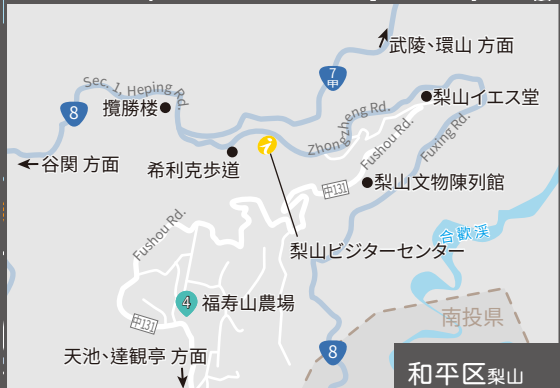 武陵、環山 方面
7
甲
Sec. 1, Heping Rd.
8
攬勝楼
梨山イエス堂
Zhongzheng Rd.
Fushou Rd.
Fuxing Rd.
谷関 方面
希利克歩道
中131
梨山文物陳列館
Fushou Rd.
合歡渓
梨山ビジターセンター
4
福寿山農場
南投県
中131
8
天池、達観亭 方面
和平区梨山